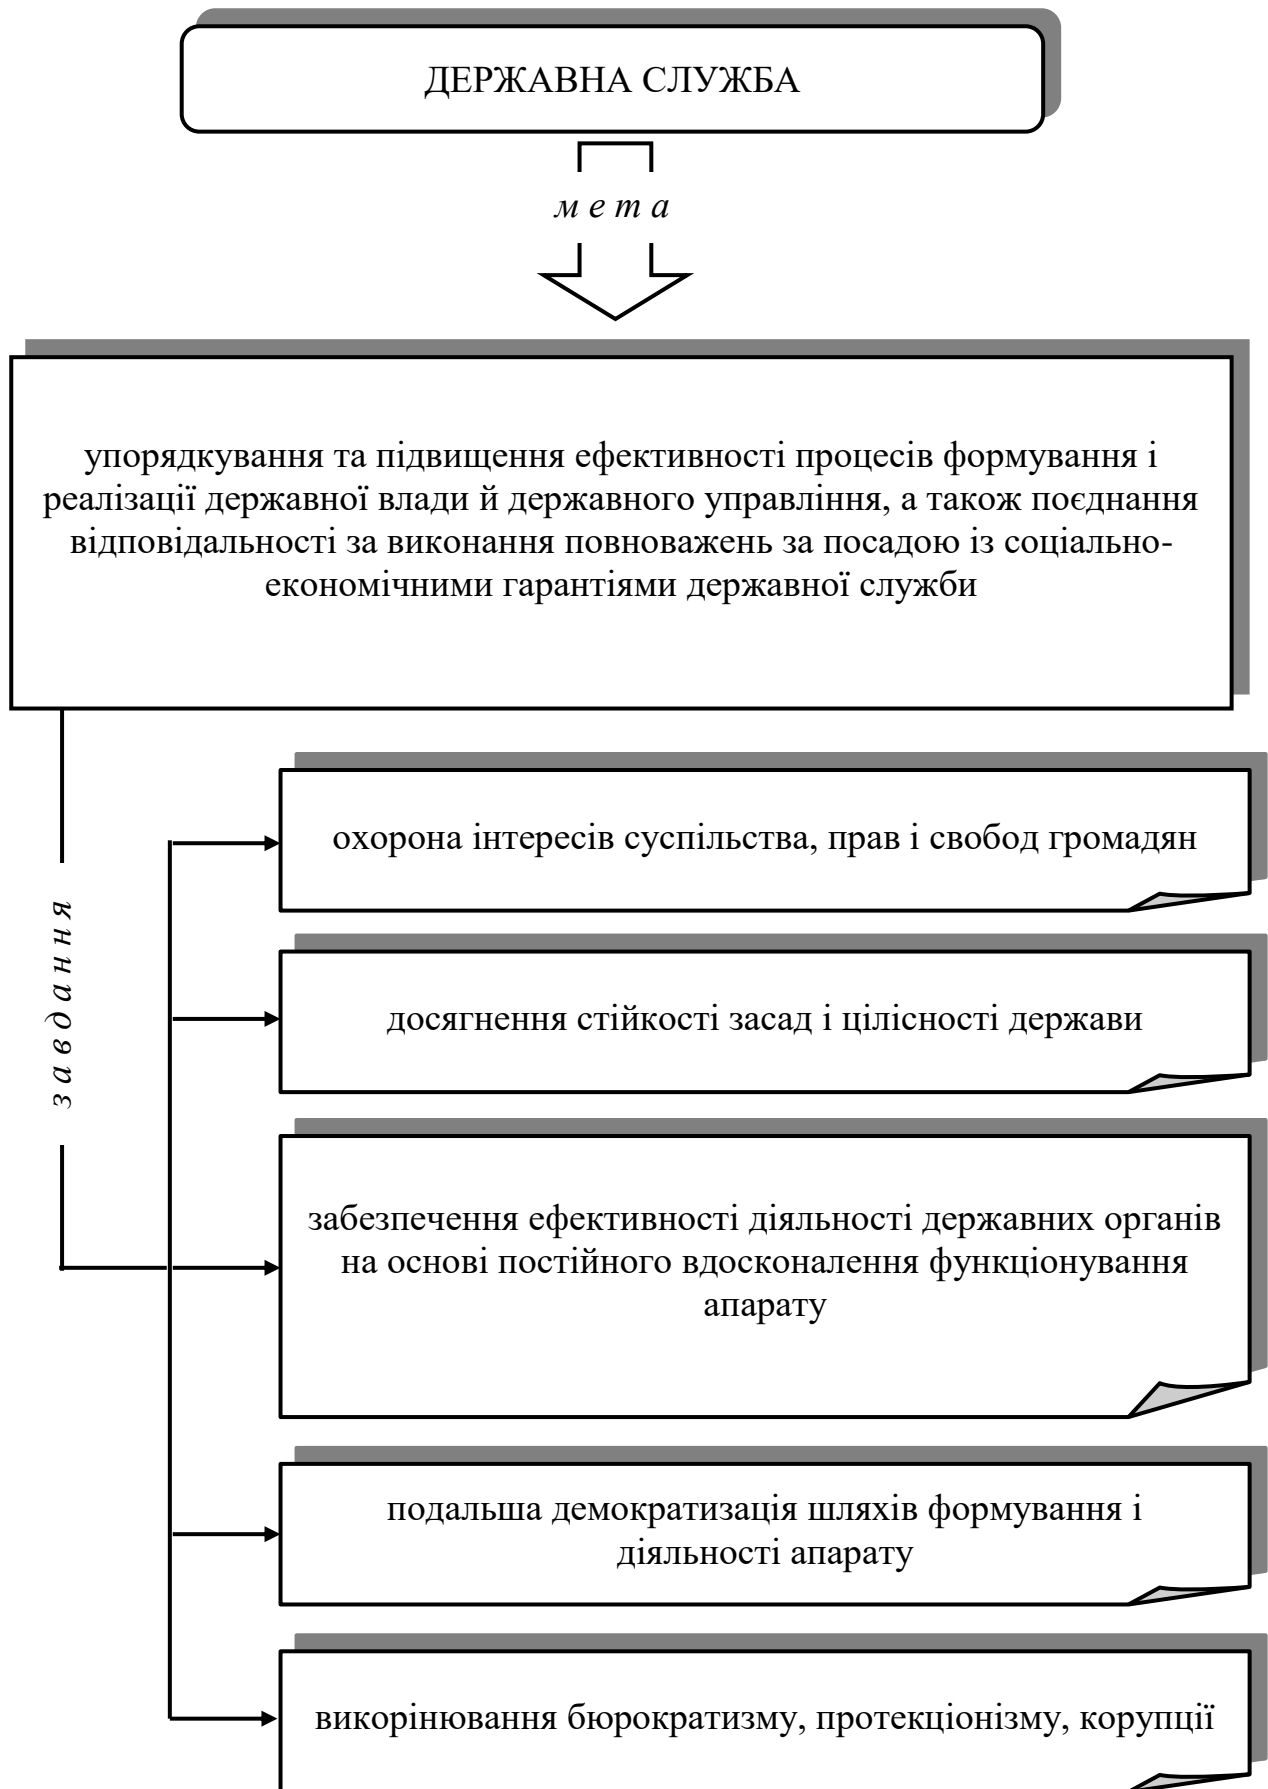 ДЕРЖАВНА СЛУЖБА
мета
упорядкування та підвищення ефективності процесів формування і
реалізації державної влади й державного управління, а також поєднання
відповідальності за виконання повноважень за посадою із соціально-
економічними гарантіями державної служби
завдання
охорона інтересів суспільства, прав і свобод громадян
досягнення стійкості засад і цілісності держави
забезпечення ефективності діяльності державних органів
на основі постійного вдосконалення функціонування
апарату
подальша демократизація шляхів формування і
діяльності апарату
викорінювання бюрократизму, протекціонізму, корупції